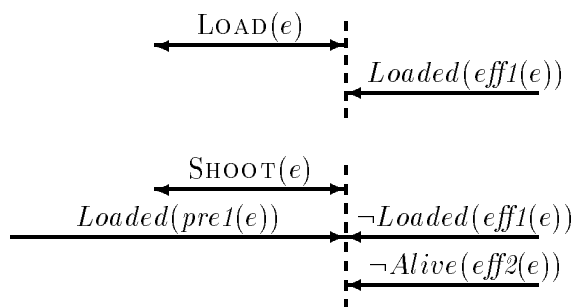 LOAD(e)
Loaded(eff1(e))
SHOOT(e)
Loaded(pre1(e)) ¬Loaded(eff1(e))
¬Alive(eff2(e))